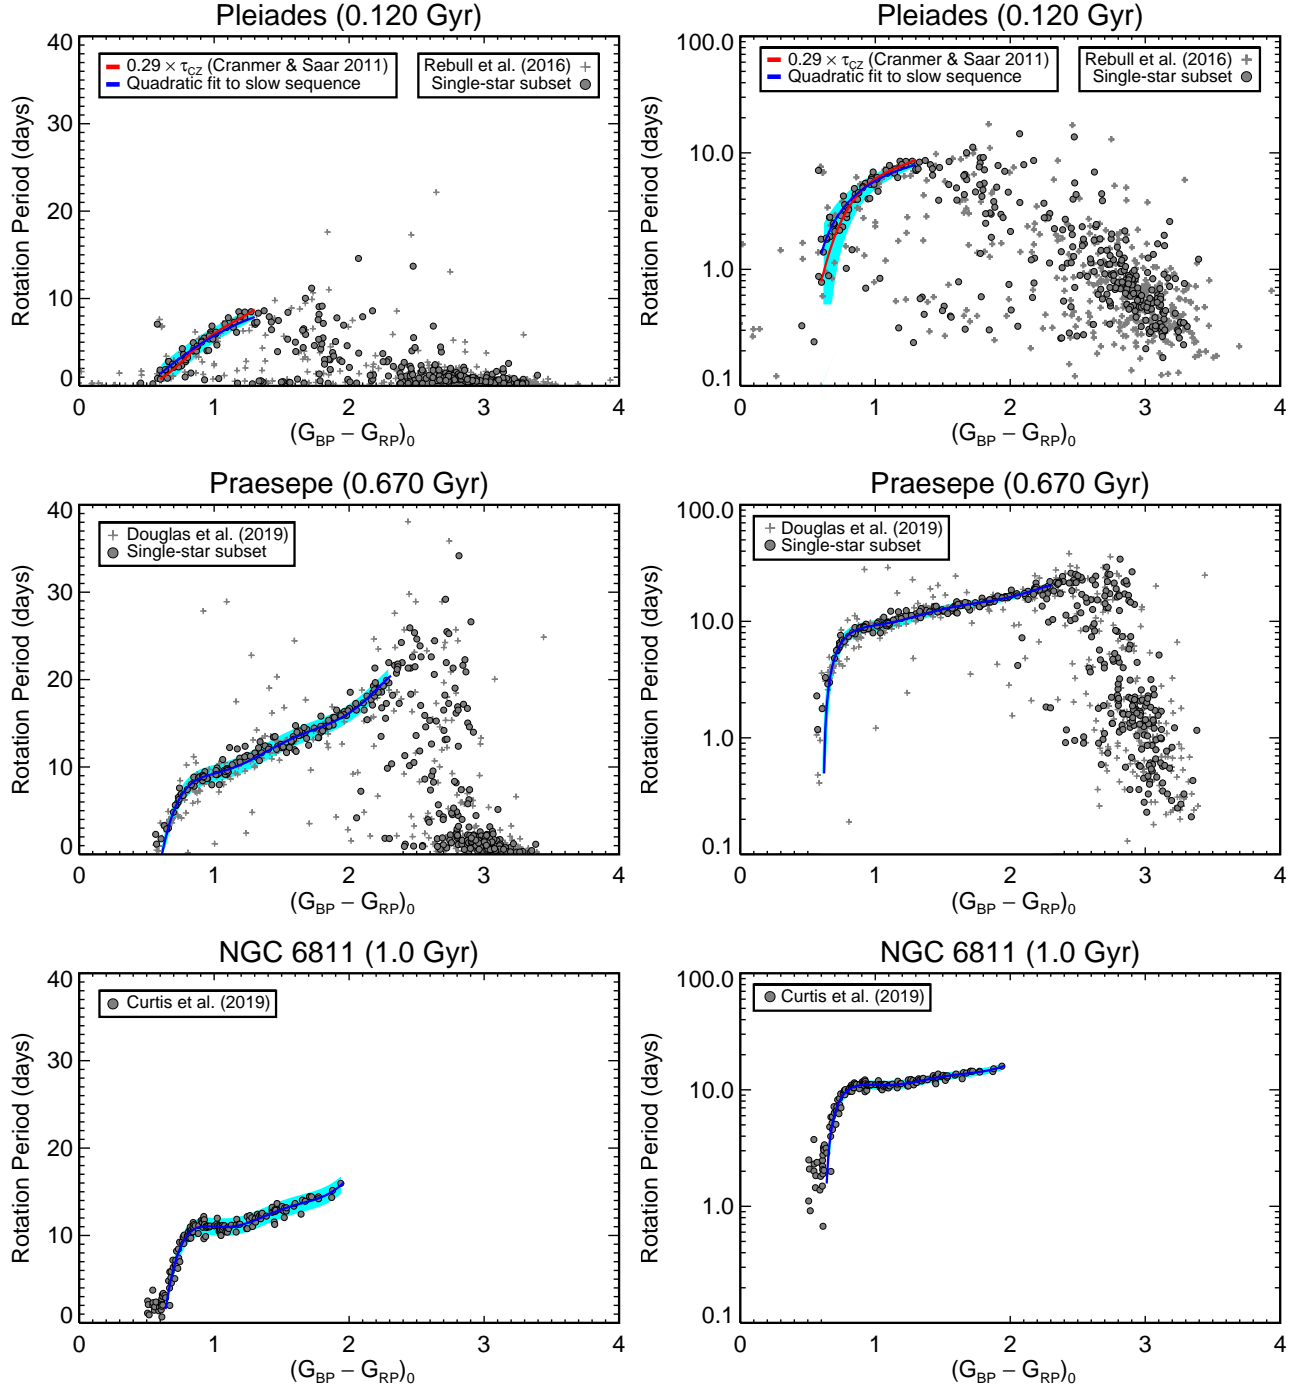 Pleiades (0.120 Gyr)
40
30
20
10
0
0.29 × τCZ (Cranmer & Saar 2011)
Quadratic fit to slow sequence
Rebull et al. (2016)
Single-star subset
Rotation Period (days)
0 1 2 3 4
(GBP − GRP)0
Pleiades (0.120 Gyr)
100.0
10.0
1.0
0.1
0.29 × τCZ (Cranmer & Saar 2011)
Quadratic fit to slow sequence
Rebull et al. (2016)
Single-star subset
Rotation Period (days)
0 1 2 3 4
(GBP − GRP)0
Praesepe (0.670 Gyr)
40
30
20
10
0
Douglas et al. (2019)
Single-star subset
Rotation Period (days)
0 1 2 3 4
(GBP − GRP)0
Praesepe (0.670 Gyr)
100.0
10.0
1.0
0.1
Douglas et al. (2019)
Single-star subset
Rotation Period (days)
0 1 2 3 4
(GBP − GRP)0
NGC 6811 (1.0 Gyr)
40
30
20
10
0
Curtis et al. (2019)
Rotation Period (days)
0 1 2 3 4
(GBP − GRP)0
NGC 6811 (1.0 Gyr)
100.0
10.0
1.0
0.1
Curtis et al. (2019)
Rotation Period (days)
0 1 2 3 4
(GBP − GRP)0